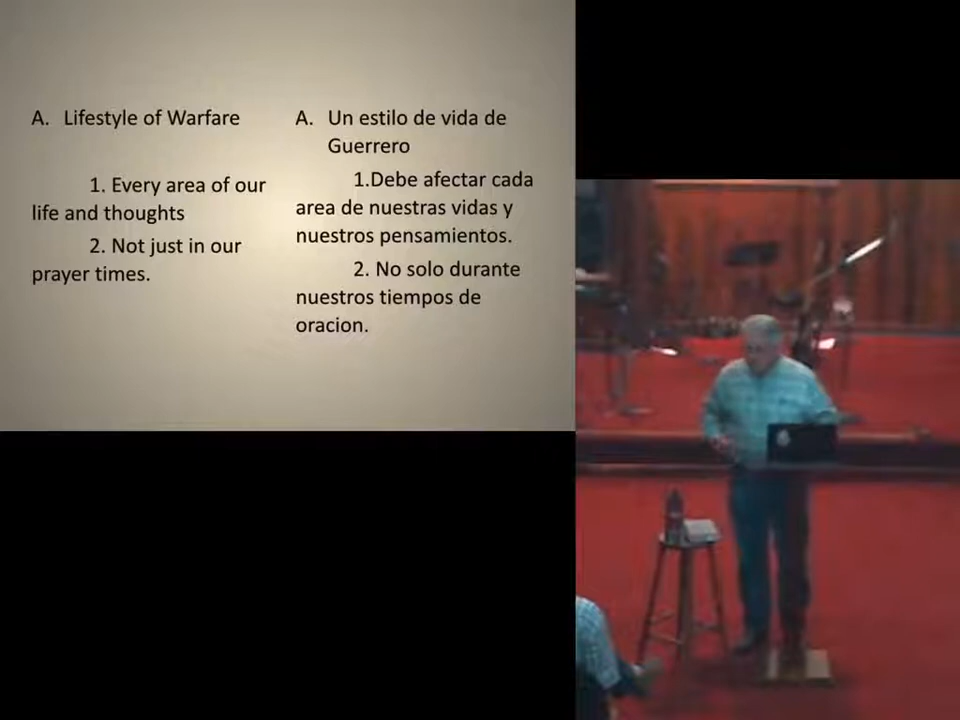 A. Lifestyle of Warfare
1. Every area of our
life and thoughts
2. Not just in our
prayer times.
A. Un estilo de vida de
Guerrero
1.Debe afectar cada
area de nuestras vidas y
nuestros pensamientos.
2. No solo durante
nuestros tiempos de
oracion.